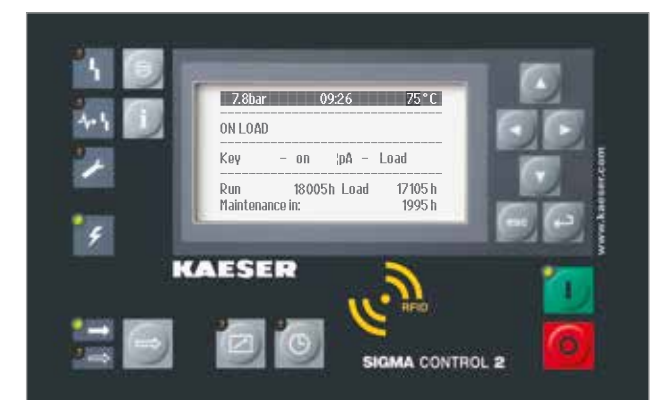 7.8bar 09:26 75°C
ON LOAD
Key - on ¦pA - Load
Run 18005h Load 17105 h
Maintenance in: 1995 h
esc
www.kaeser.com
KAESER
RFID
I
O
SIGMA CONTROL 2